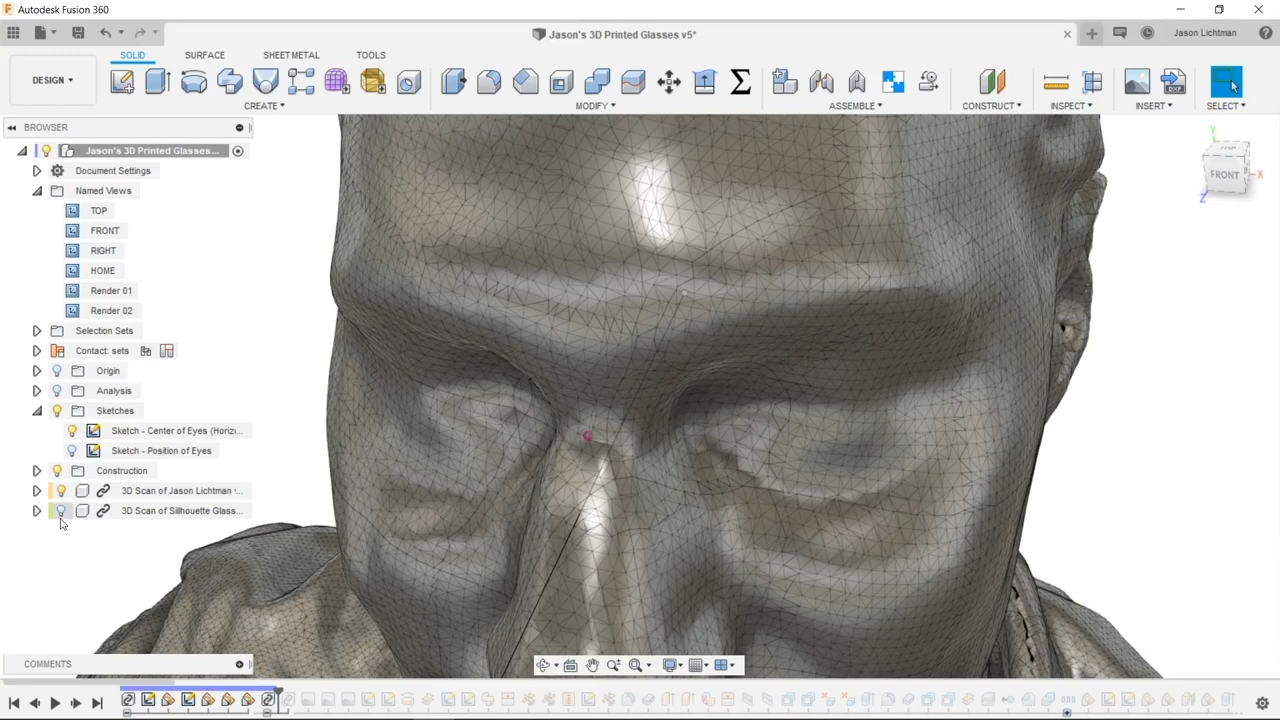 Autodesk Fusion 360
Jason's 3D Printed Glasses v5*
Jason Lichtman
DESIGN
SOLID
SURFACE
SHEET METAL
TOOLS
CREATE
MODIFY
ASSEMBLE
CONSTRUCT
INSPECT
INSERT
SELECT
BROWSER
Jason's 3D Printed Glasses...
Document Settings
Named Views
TOP
FRONT
RIGHT
HOME
Render 01
Render 02
Selection Sets
Contact: sets
Origin
Analysis
Sketches
Sketch - Center of Eyes (Horiz...
Sketch - Position of Eyes
Construction
3D Scan of Jason Lichtman
3D Scan of Sillhouette Glass...
COMMENTS
Y
FRONT
X
Z